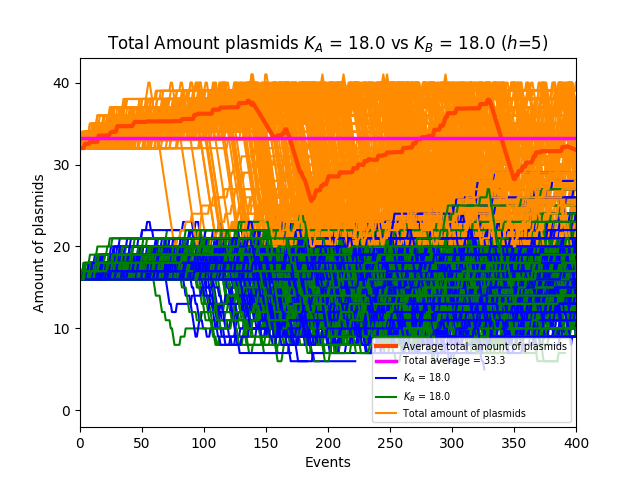 Total Amount plasmids K_A = 18.0 vs K_B = 18.0 (h=5)
Amount of plasmids
40
30
20
10
0
Average total amount of plasmids
Total average = 33.3
K_A = 18.0
K_B = 18.0
Total amount of plasmids
0 50 100 150 200 250 300 350 400
Events